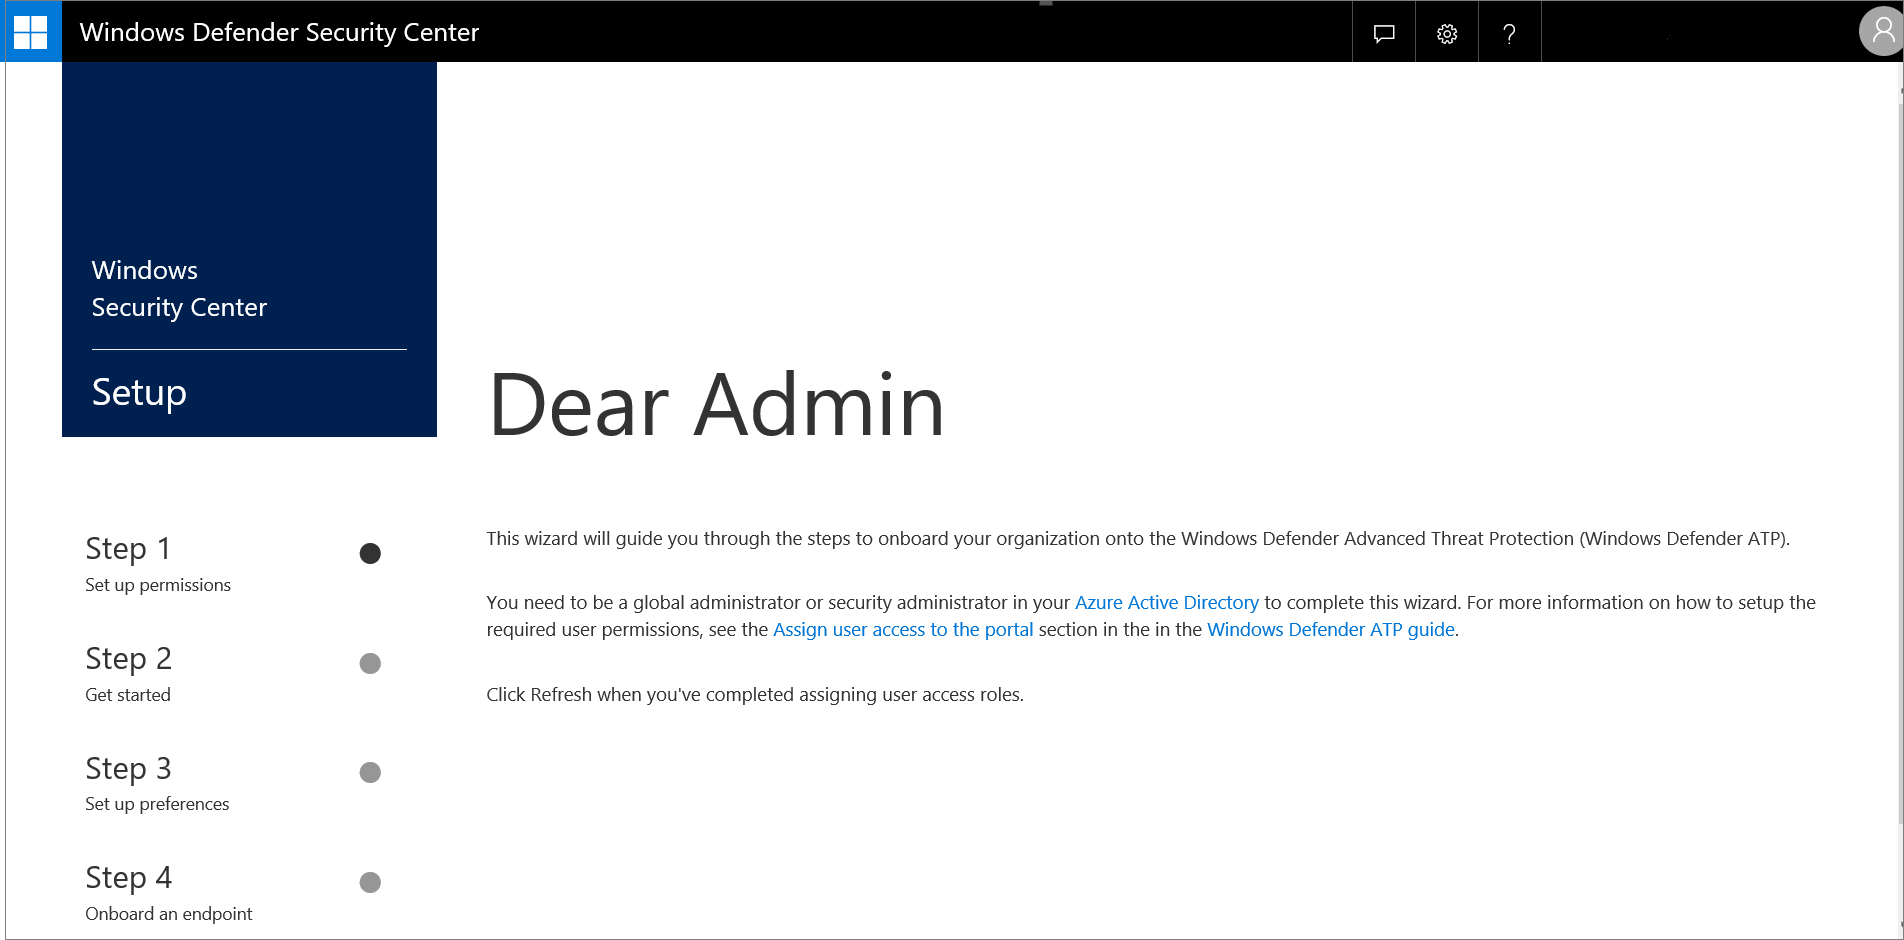 Windows Defender Security Center
Windows
Security Center
Setup
Dear Admin
Step 1
Set up permissions
Step 2
Get started
Step 3
Set up preferences
Step 4
Onboard an endpoint
This wizard will guide you through the steps to onboard your organization onto the Windows Defender Advanced Threat Protection (Windows Defender ATP).
You need to be a global administrator or security administrator in your Azure Active Directory to complete this wizard. For more information on how to setup the
required user permissions, see the Assign user access to the portal section in the in the Windows Defender ATP guide.
Click Refresh when you've completed assigning user access roles.